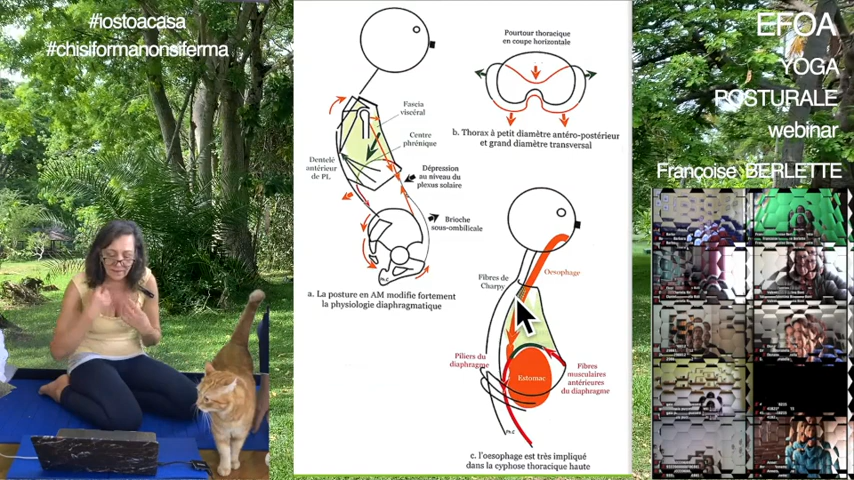 #iostoacasa
#chisiformanonsiferma
Pourtour thoracique
en coupe horizontale
Fascia
viscéral
Centre
phrénique
b. Thorax à petit diamètre antéro-postérieur
et grand diamètre transversal
Dentelé
antérieur
de PL
Dépression
au niveau du
plexus solaire
Brioche
sous-ombilicale
a. La posture en AM modifie fortement
la physiologie diaphragmatique
Fibres de
Charpy
Oesophage
Piliers du
diaphragme
Estomac
Fibres
musculaires
antérieures
du diaphragme
c. l'oesophage est très impliqué
dans la cyphose thoracique haute
EFOA
YOGA
POSTURALE
webinar
Françoise BERLETTE